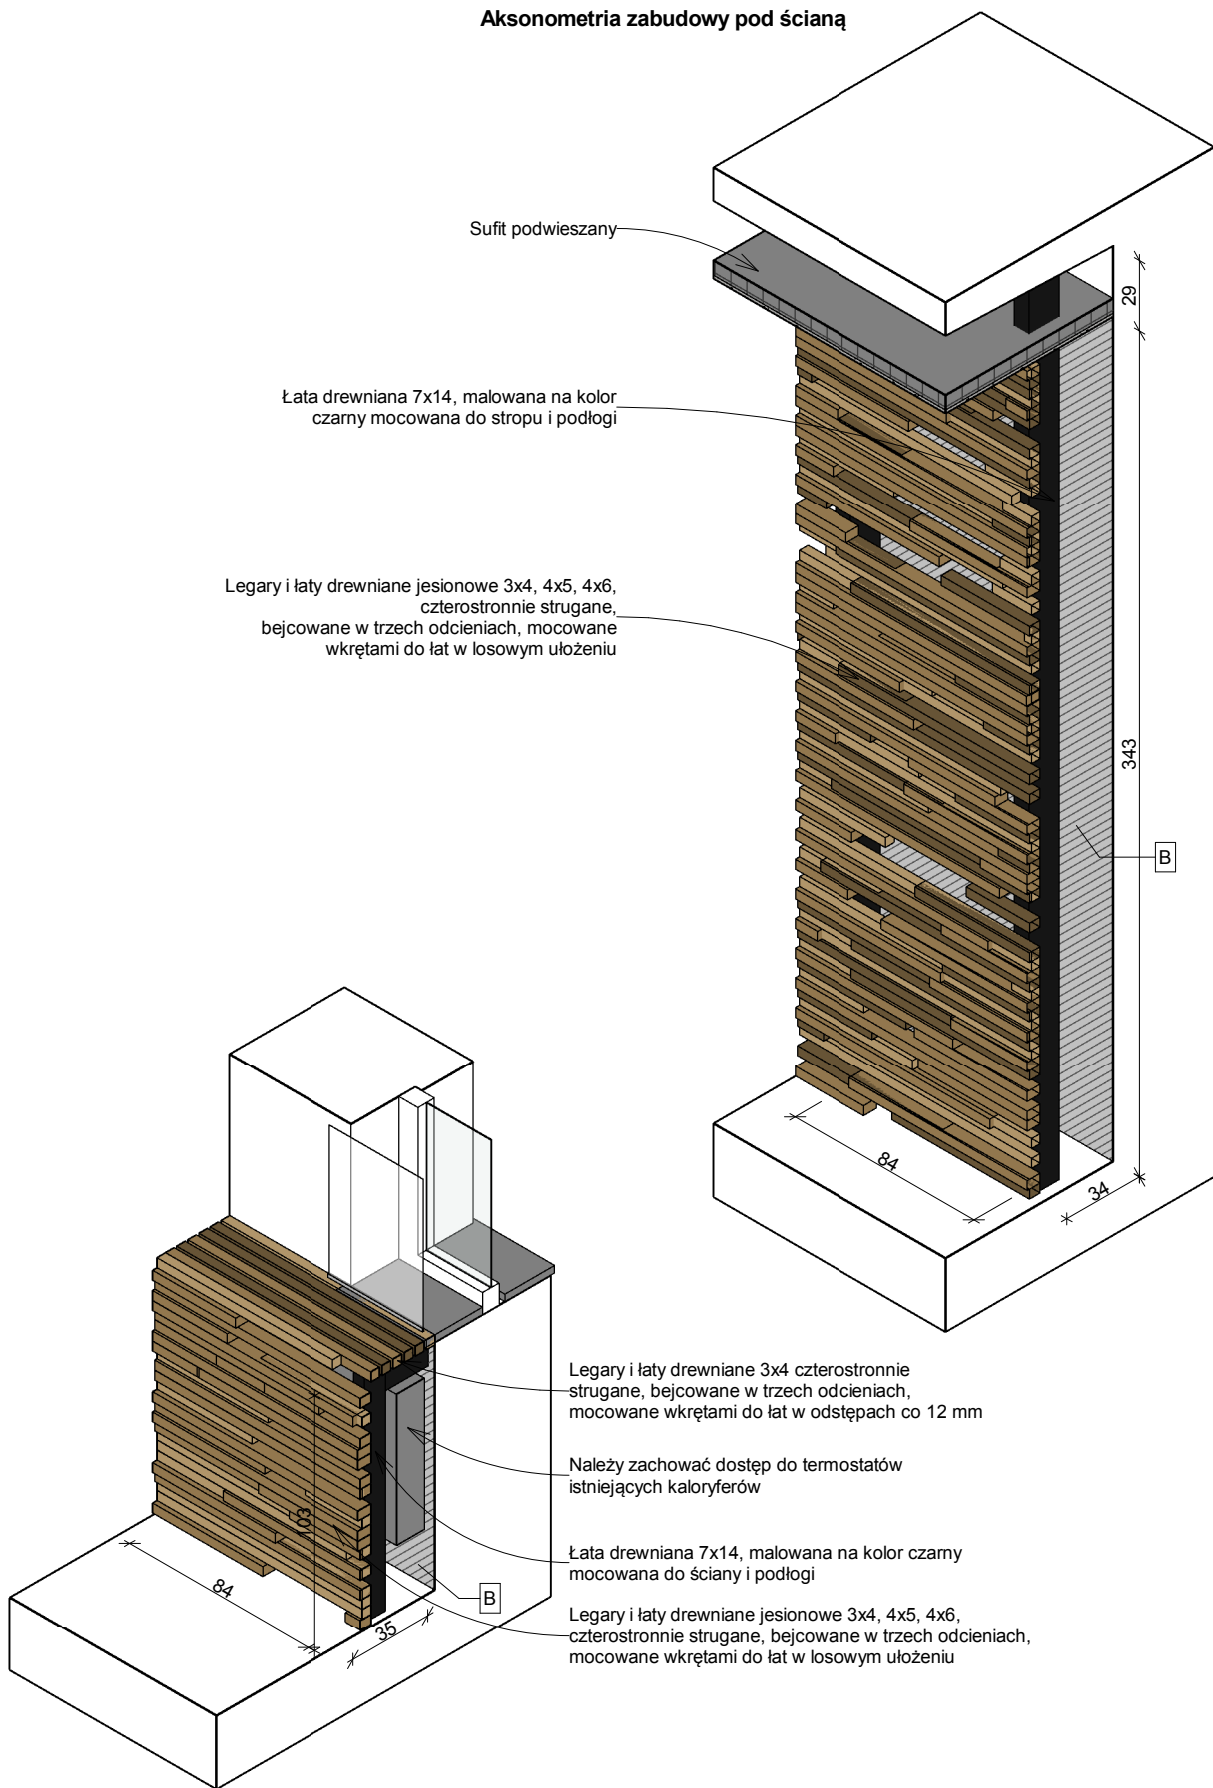 Aksonometria zabudowy pod ścianą
Sufit podwieszany
29
Łata drewniana 7x14, malowana na kolor
czarny mocowana do stropu i podłogi
Legary i łaty drewniane jesionowe 3x4, 4x5, 4x6,
czterostronnie strugane,
bejcowane w trzech odcieniach, mocowane
wkrętami do łat w losowym ułożeniu
343
B
84
34
Legary i łaty drewniane 3x4 czterostronnie
strugane, bejcowane w trzech odcieniach,
mocowane wkrętami do łat w odstępach co 12 mm
Należy zachować dostęp do termostatów
istniejących kaloryferów
103
Łata drewniana 7x14, malowana na kolor czarny
mocowana do ściany i podłogi
84
B
35
Legary i łaty drewniane jesionowe 3x4, 4x5, 4x6,
czterostronnie strugane, bejcowane w trzech odcieniach,
mocowane wkrętami do łat w losowym ułożeniu